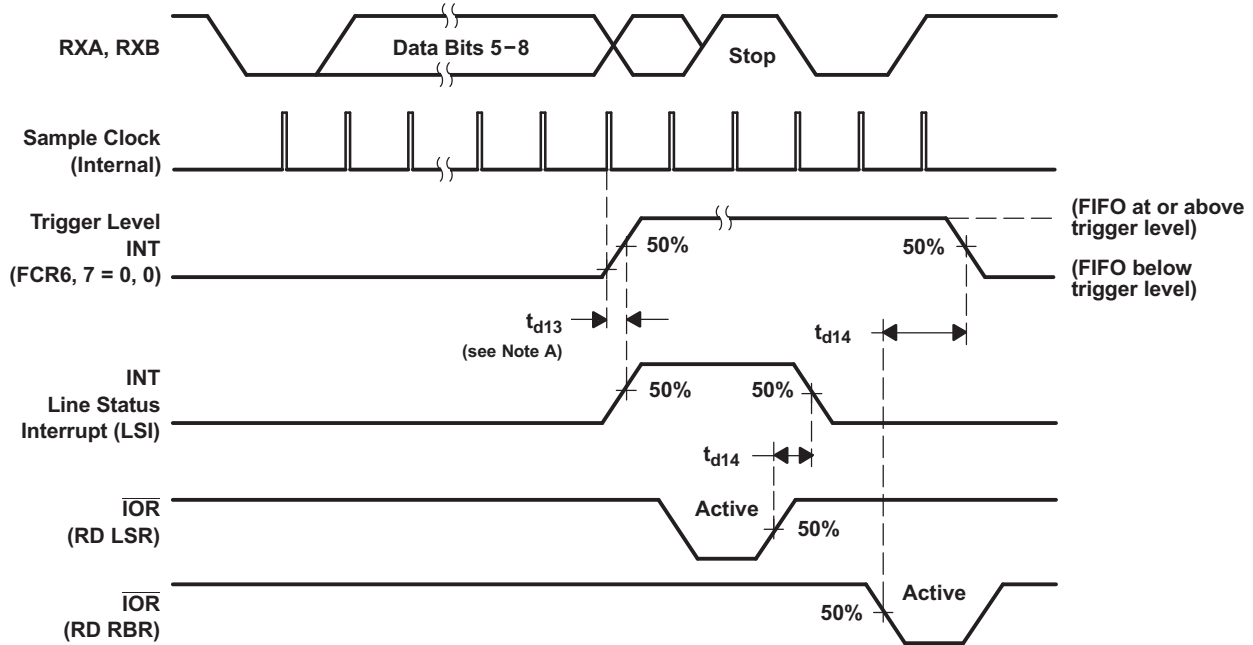 RXA, RXB
Data Bits 5−8
Stop
Sample Clock
(Internal)
Trigger Level
INT
(FCR6, 7 = 0, 0)
50%
50%
(FIFO at or above
trigger level)
(FIFO below
trigger level)
td13
(see Note A)
td14
INT
Line Status
Interrupt (LSI)
50%
50%
td14
IOR
(RD LSR)
Active
50%
IOR
(RD RBR)
50%
Active